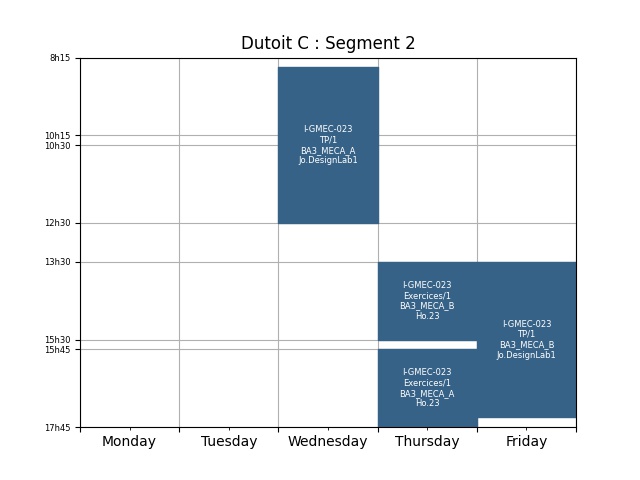 Dutoit C : Segment 2
8h15
10h15
10h30
12h30
13h30
15h30
15h45
17h45
I-GMEC-023
TP/1
BA3_MECA_A
Jo.DesignLab1
I-GMEC-023
Exercices/1
BA3_MECA_B
Ho.23
I-GMEC-023
Exercices/1
BA3_MECA_A
Ho.23
I-GMEC-023
TP/1
BA3_MECA_B
Jo.DesignLab1
Monday
Tuesday
Wednesday
Thursday
Friday